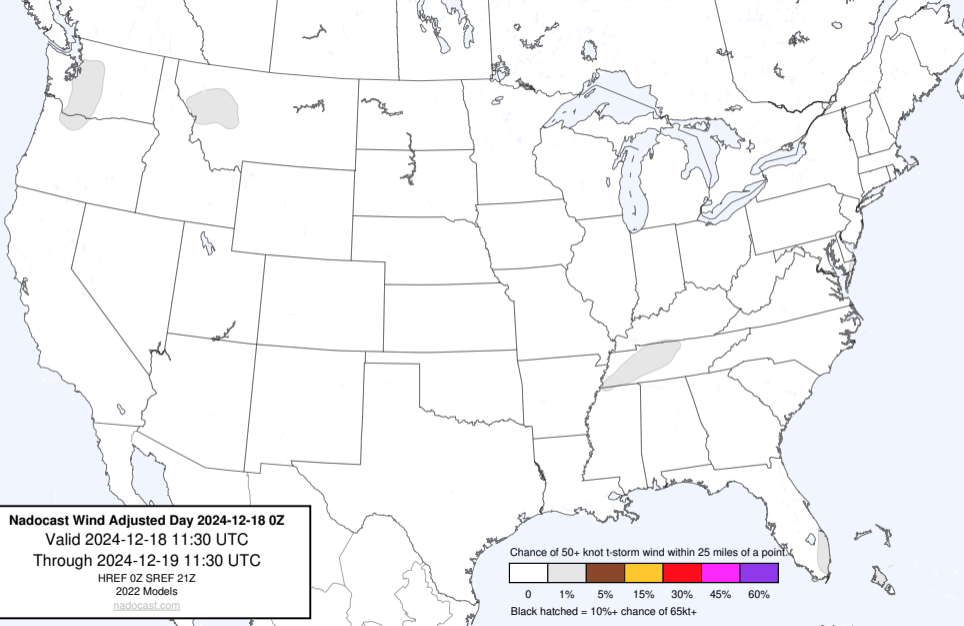 Nadocast Wind Adjusted Day 2024-12-18 0Z
Valid 2024-12-18 11:30 UTC
Through 2024-12-19 11:30 UTC
HREF 0Z SREF 21Z
2022 Models
nadocast.com
Chance of 50+ knot t-storm wind within 25 miles of a point.
0 1% 5% 15% 30% 45% 60%
Black hatched = 10%+ chance of 65kt+